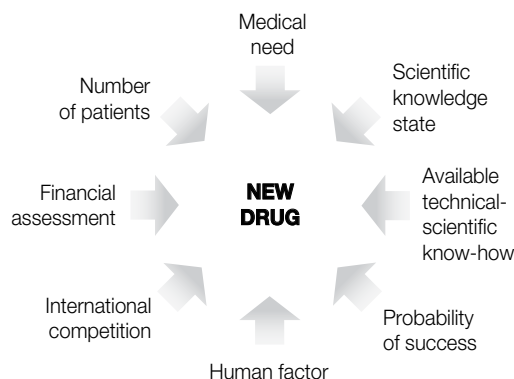 Medical
need
Scientific
knowledge
state
Number
of patients
Financial
assessment
NEW
DRUG
Available
technical-
scientific
know-how
International
competition
Probability
of success
Human factor